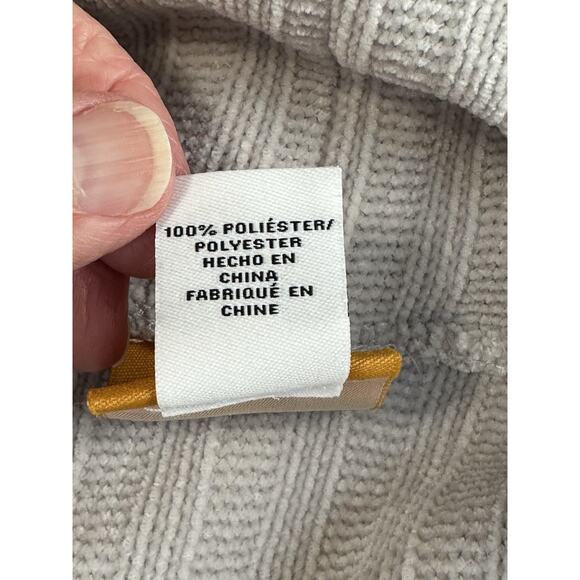 100% POLIÉSTER/
POLYESTER
HECHO EN
CHINA
FABRIQUÉ EN
CHINE